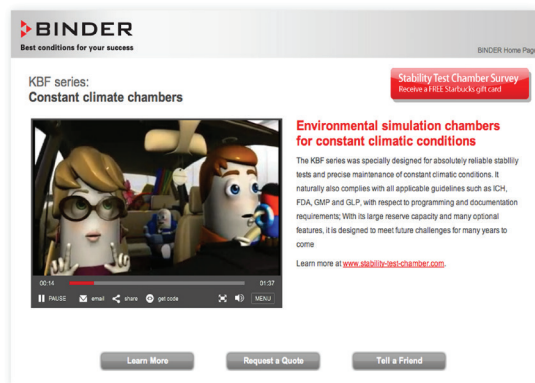 BINDER
Best conditions for your success
BINDER Home Page
KBF series:
Constant climate chambers
Stability Test Chamber Survey
Receive a FREE Starbucks gift card
Environmental simulation chambers
for constant climatic conditions
The KBF series was specially designed for absolutely reliable stability
tests and precise maintenance of constant climatic conditions. It
naturally also complies with all applicable guidelines such as ICH,
FDA, GMP and GLP, with respect to programming and documentation
requirements; With its large reserve capacity and many optional
features, it is designed to meet future challenges for many years to
come
Learn more at www.stability-test-chamber.com.
00:14
01:37
PAUSE
email
share
get code
MENU
Learn More
Request a Quote
Tell a Friend